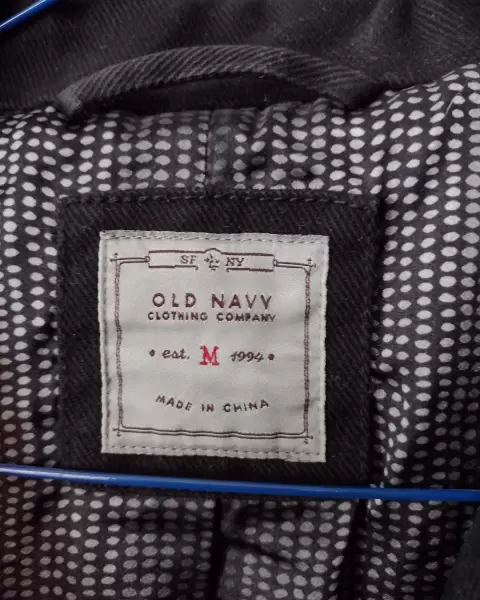 SF NY
OLD NAVY
CLOTHING COMPANY
est. M 1994
MADE IN CHINA